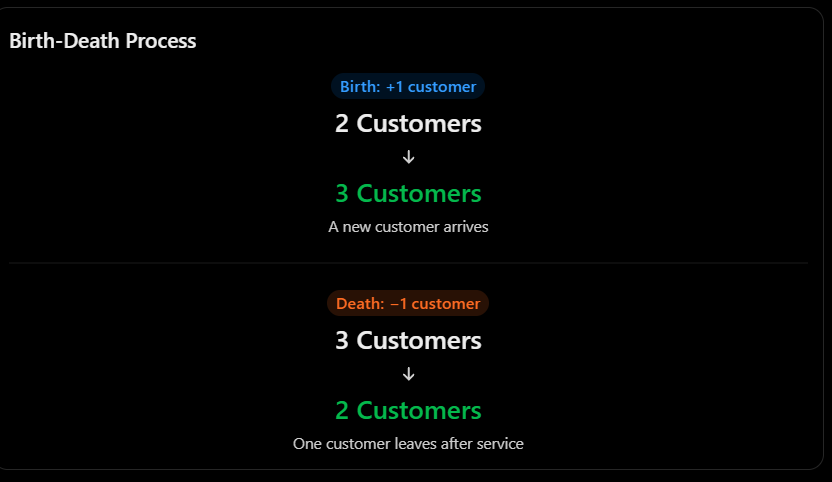 Birth-Death Process
Birth: +1 customer
2 Customers
↓
3 Customers
A new customer arrives
Death: −1 customer
3 Customers
↓
2 Customers
One customer leaves after service